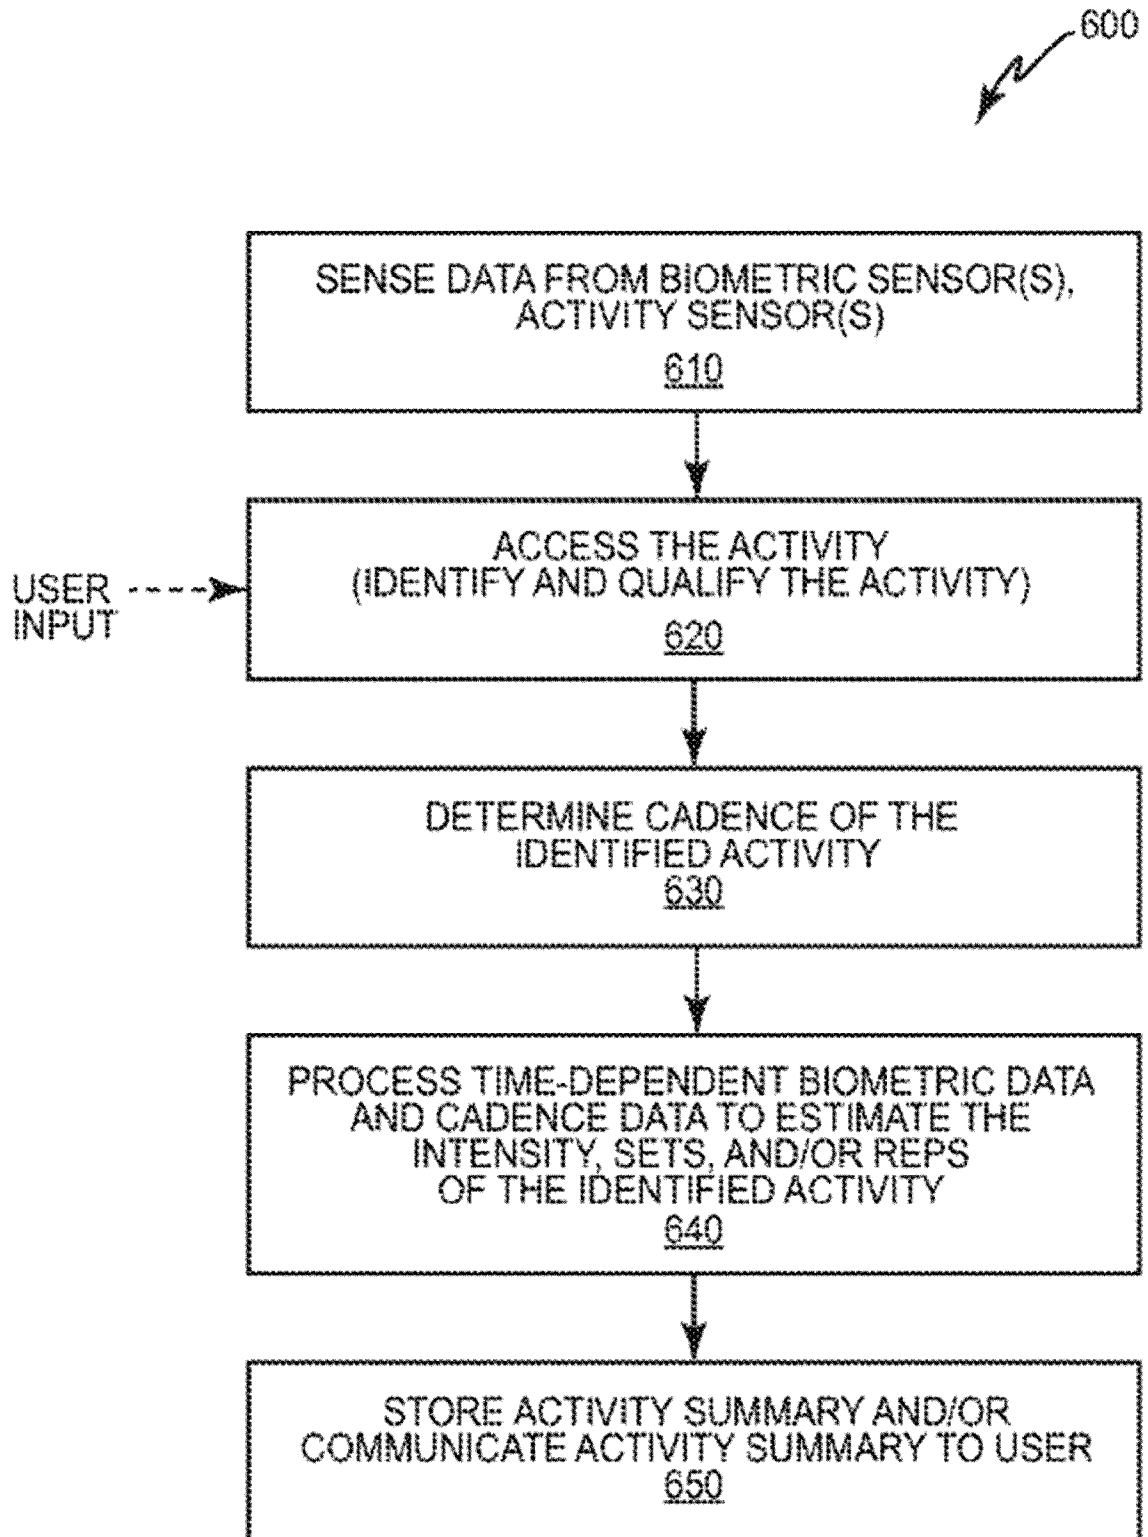 600
SENSE DATA FROM BIOMETRIC SENSOR(S),
ACTIVITY SENSOR(S)
610
USER
INPUT
ACCESS THE ACTIVITY
(IDENTIFY AND QUALIFY THE ACTIVITY)
620
DETERMINE CADENCE OF THE
IDENTIFIED ACTIVITY
630
PROCESS TIME-DEPENDENT BIOMETRIC DATA
AND CADENCE DATA TO ESTIMATE THE
INTENSITY, SETS, AND/OR REPS
OF THE IDENTIFIED ACTIVITY
640
STORE ACTIVITY SUMMARY AND/OR
COMMUNICATE ACTIVITY SUMMARY TO USER
650